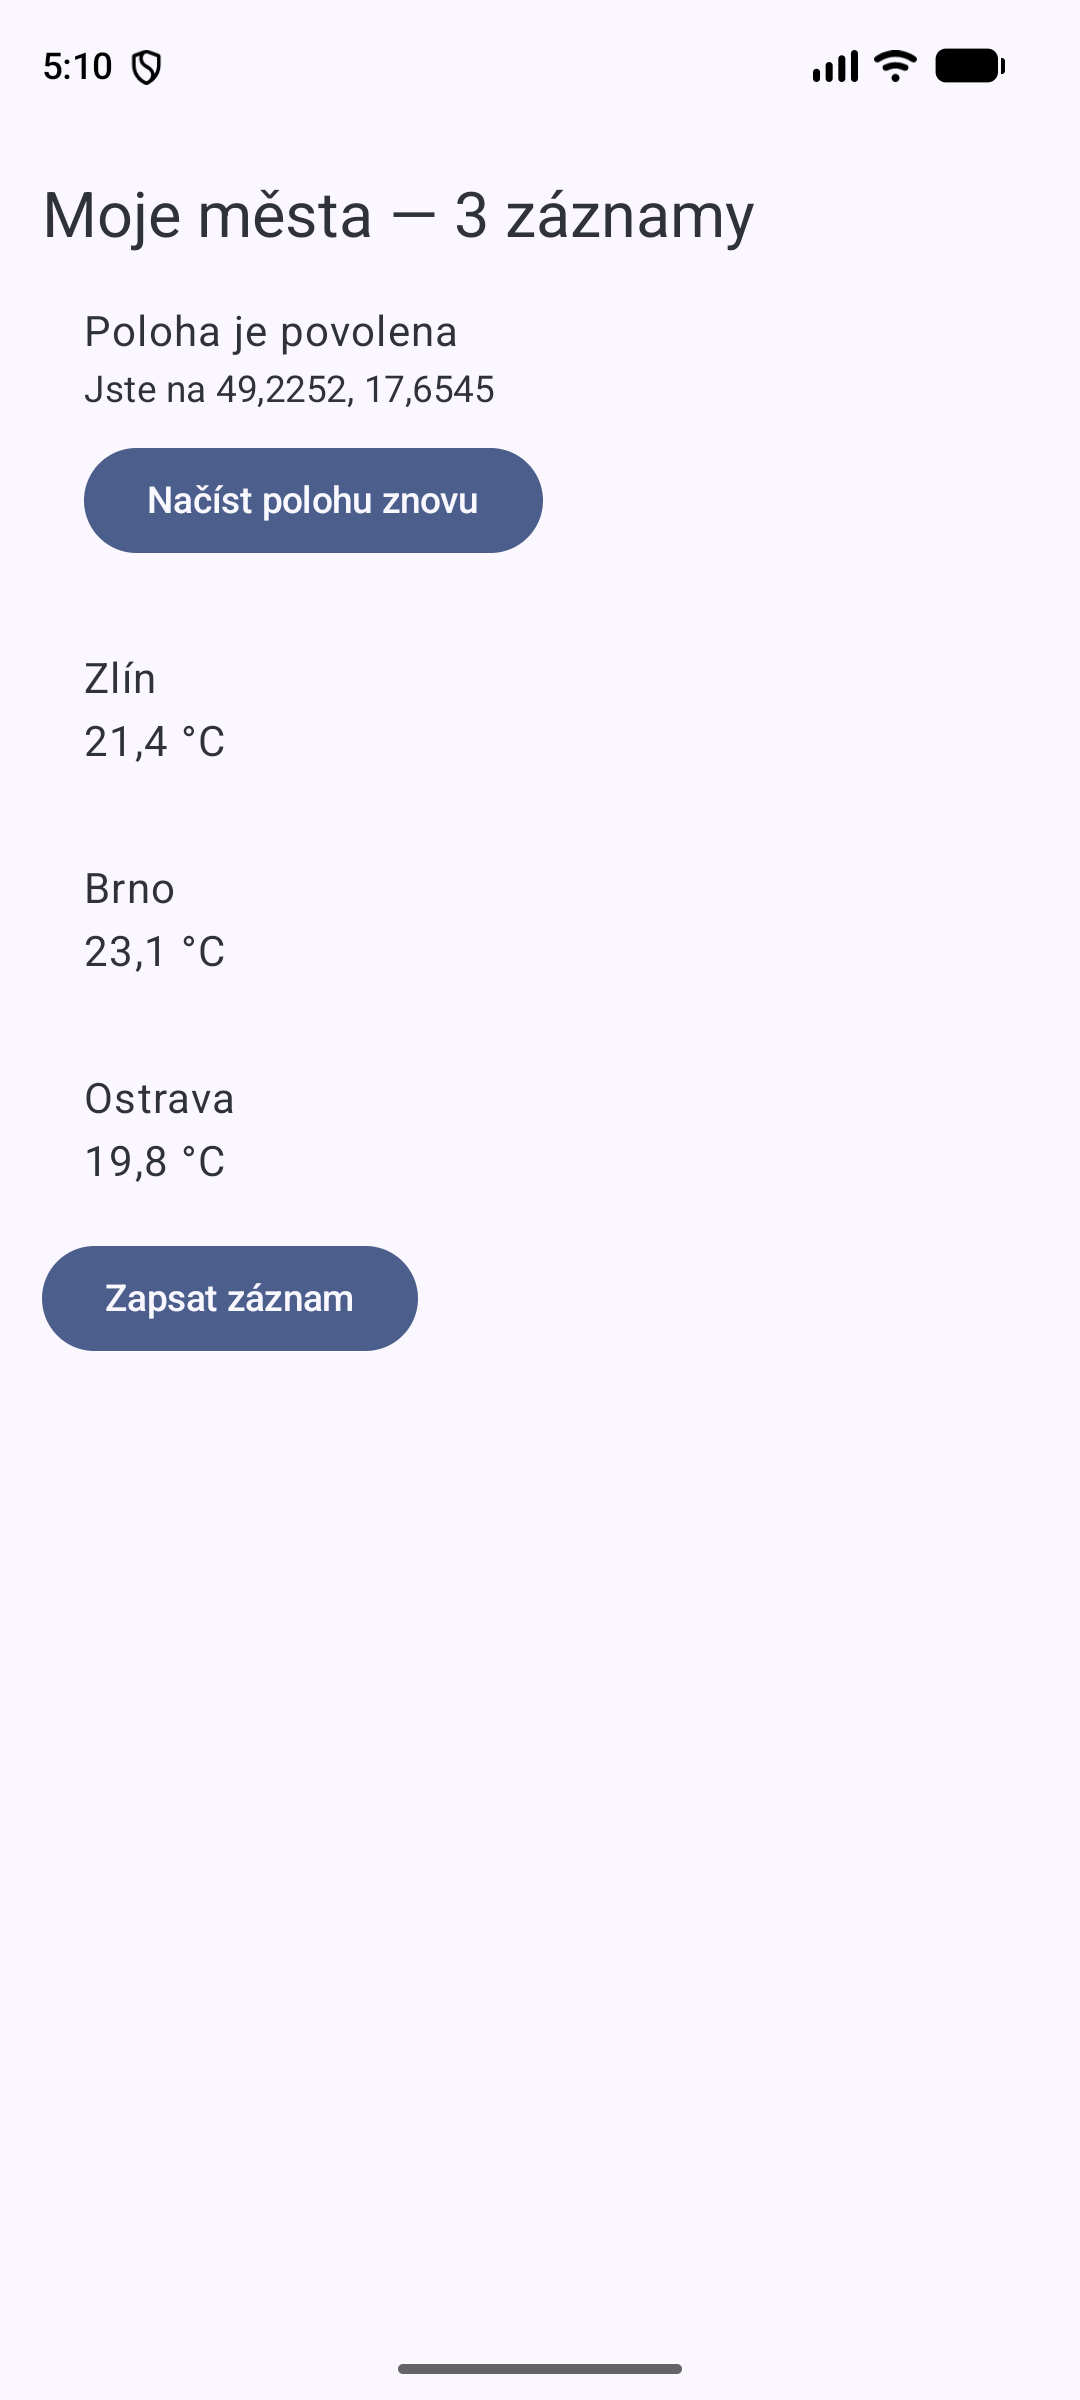 5:10
Moje města — 3 záznamy
Poloha je povolena
Jste na 49,2252, 17,6545
Načíst polohu znovu
Zlín
21,4 °C
Brno
23,1 °C
Ostrava
19,8 °C
Zapsat záznam